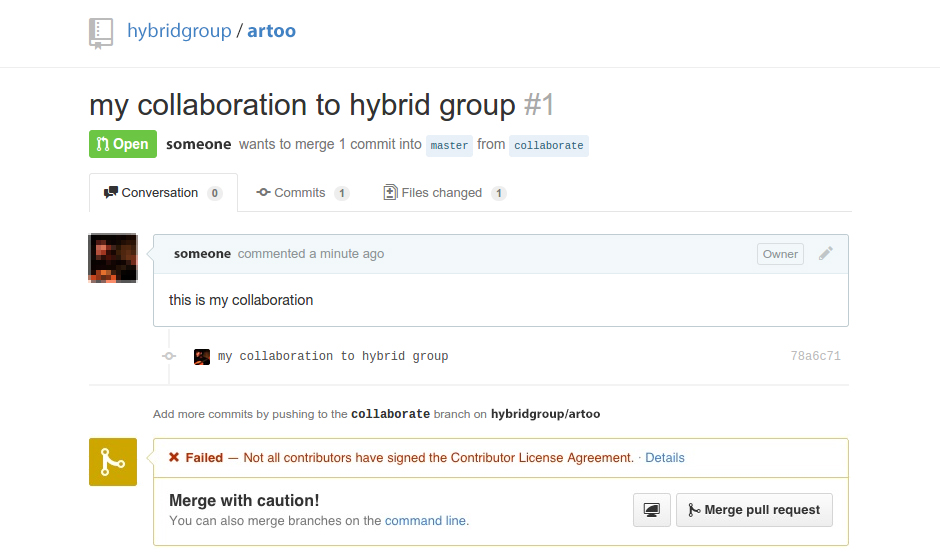 hybridgroup / artoo
my collaboration to hybrid group #1
Open someone wants to merge 1 commit into master from collaborate
Conversation 0 Commits 1 Files changed 1
someone commented a minute ago Owner
this is my collaboration
my collaboration to hybrid group 78a6c71
Add more commits by pushing to the collaborate branch on hybridgroup/artoo
Failed — Not all contributors have signed the Contributor License Agreement. · Details
Merge with caution!
You can also merge branches on the command line.
Merge pull request